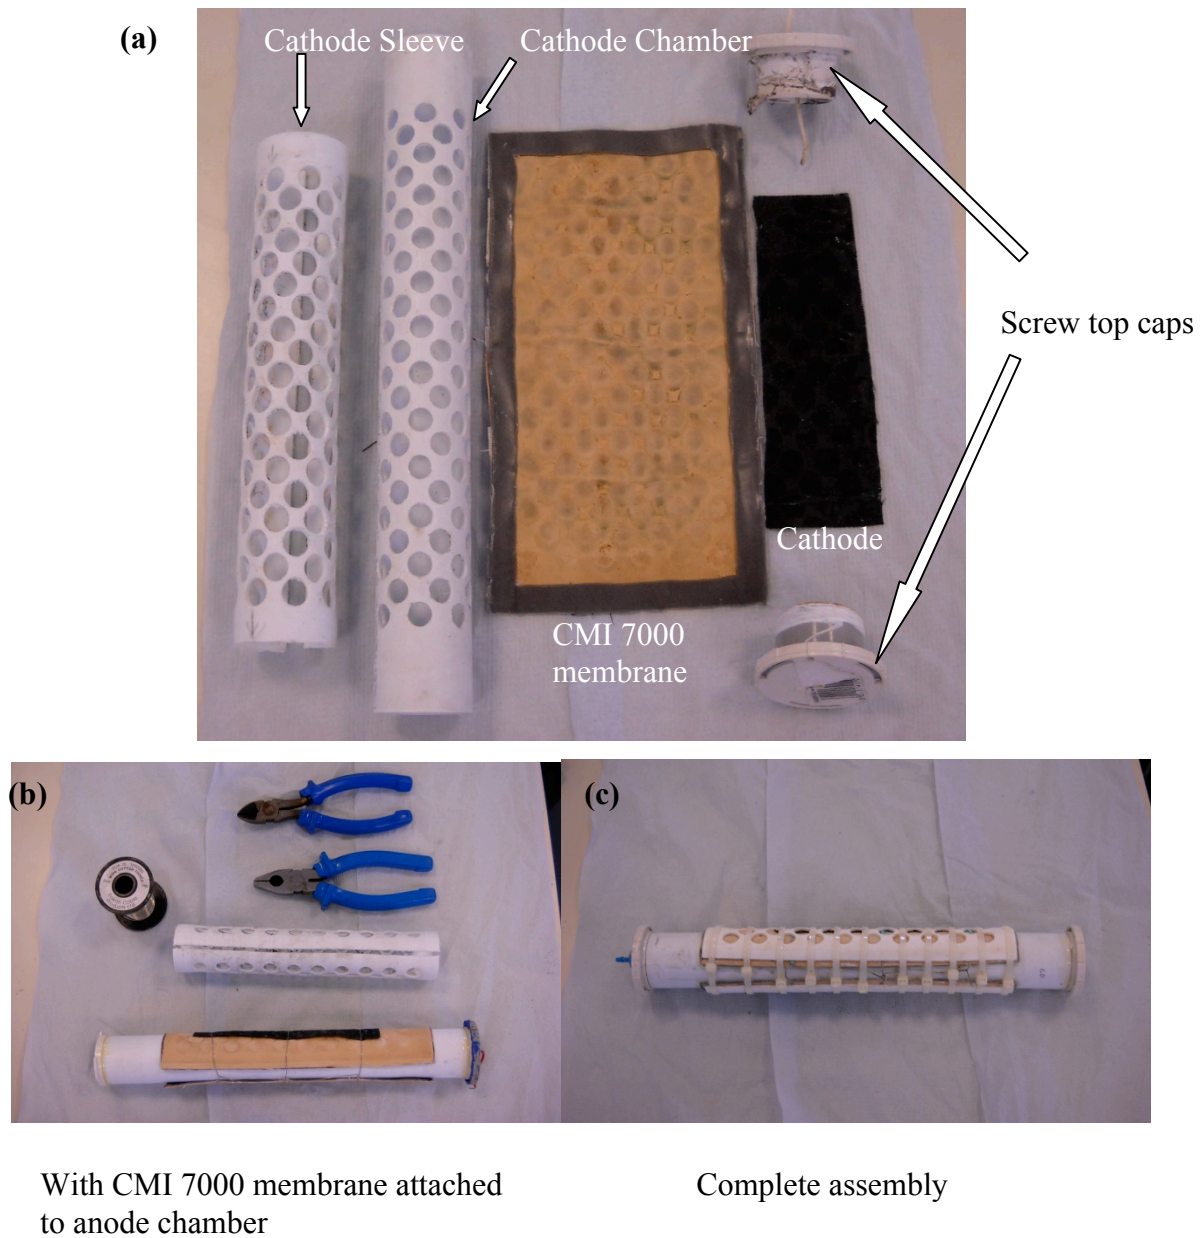 (a)
Cathode Sleeve
Cathode Chamber
Screw top caps
Cathode
CMI 7000
membrane
(b)
(c)
With CMI 7000 membrane attached
to anode chamber
Complete assembly